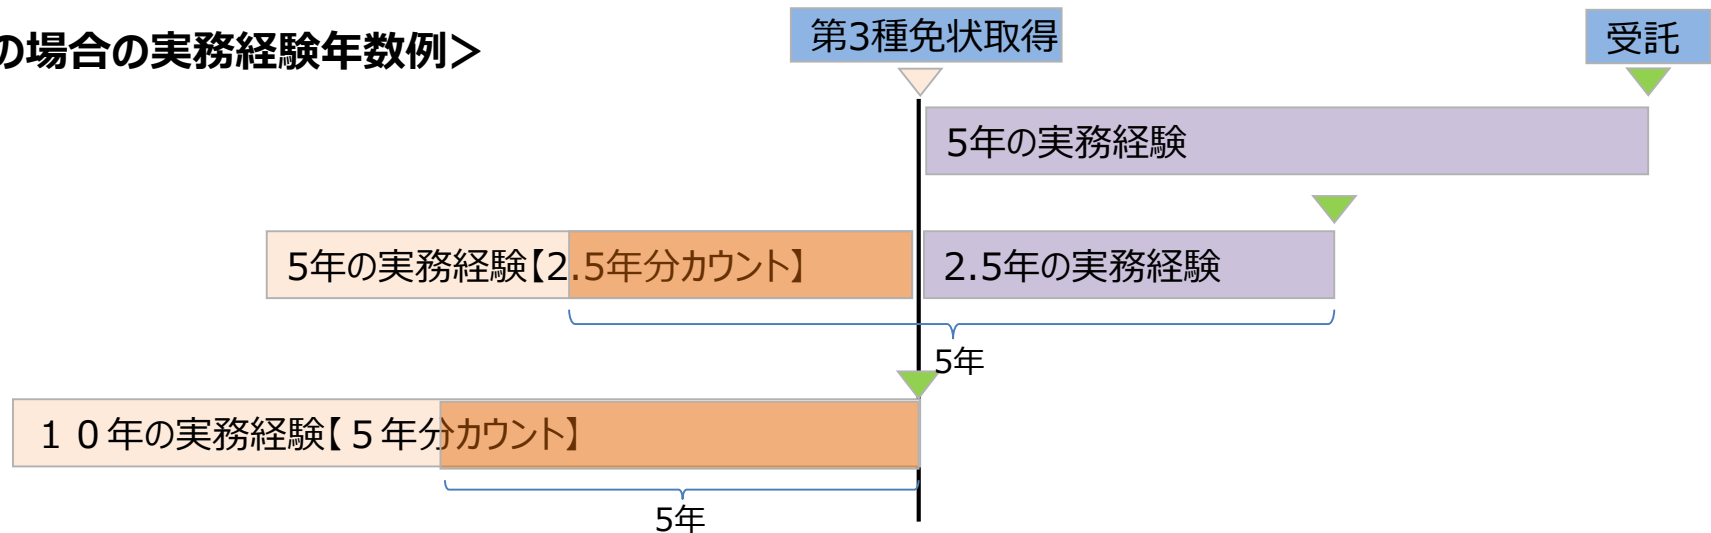 の場合の実務経験年数例＞
第3種免状取得
受託
5年の実務経験
5年の実務経験【2.5年分カウント】
2.5年の実務経験
5年
１０年の実務経験【５年分カウント】
5年